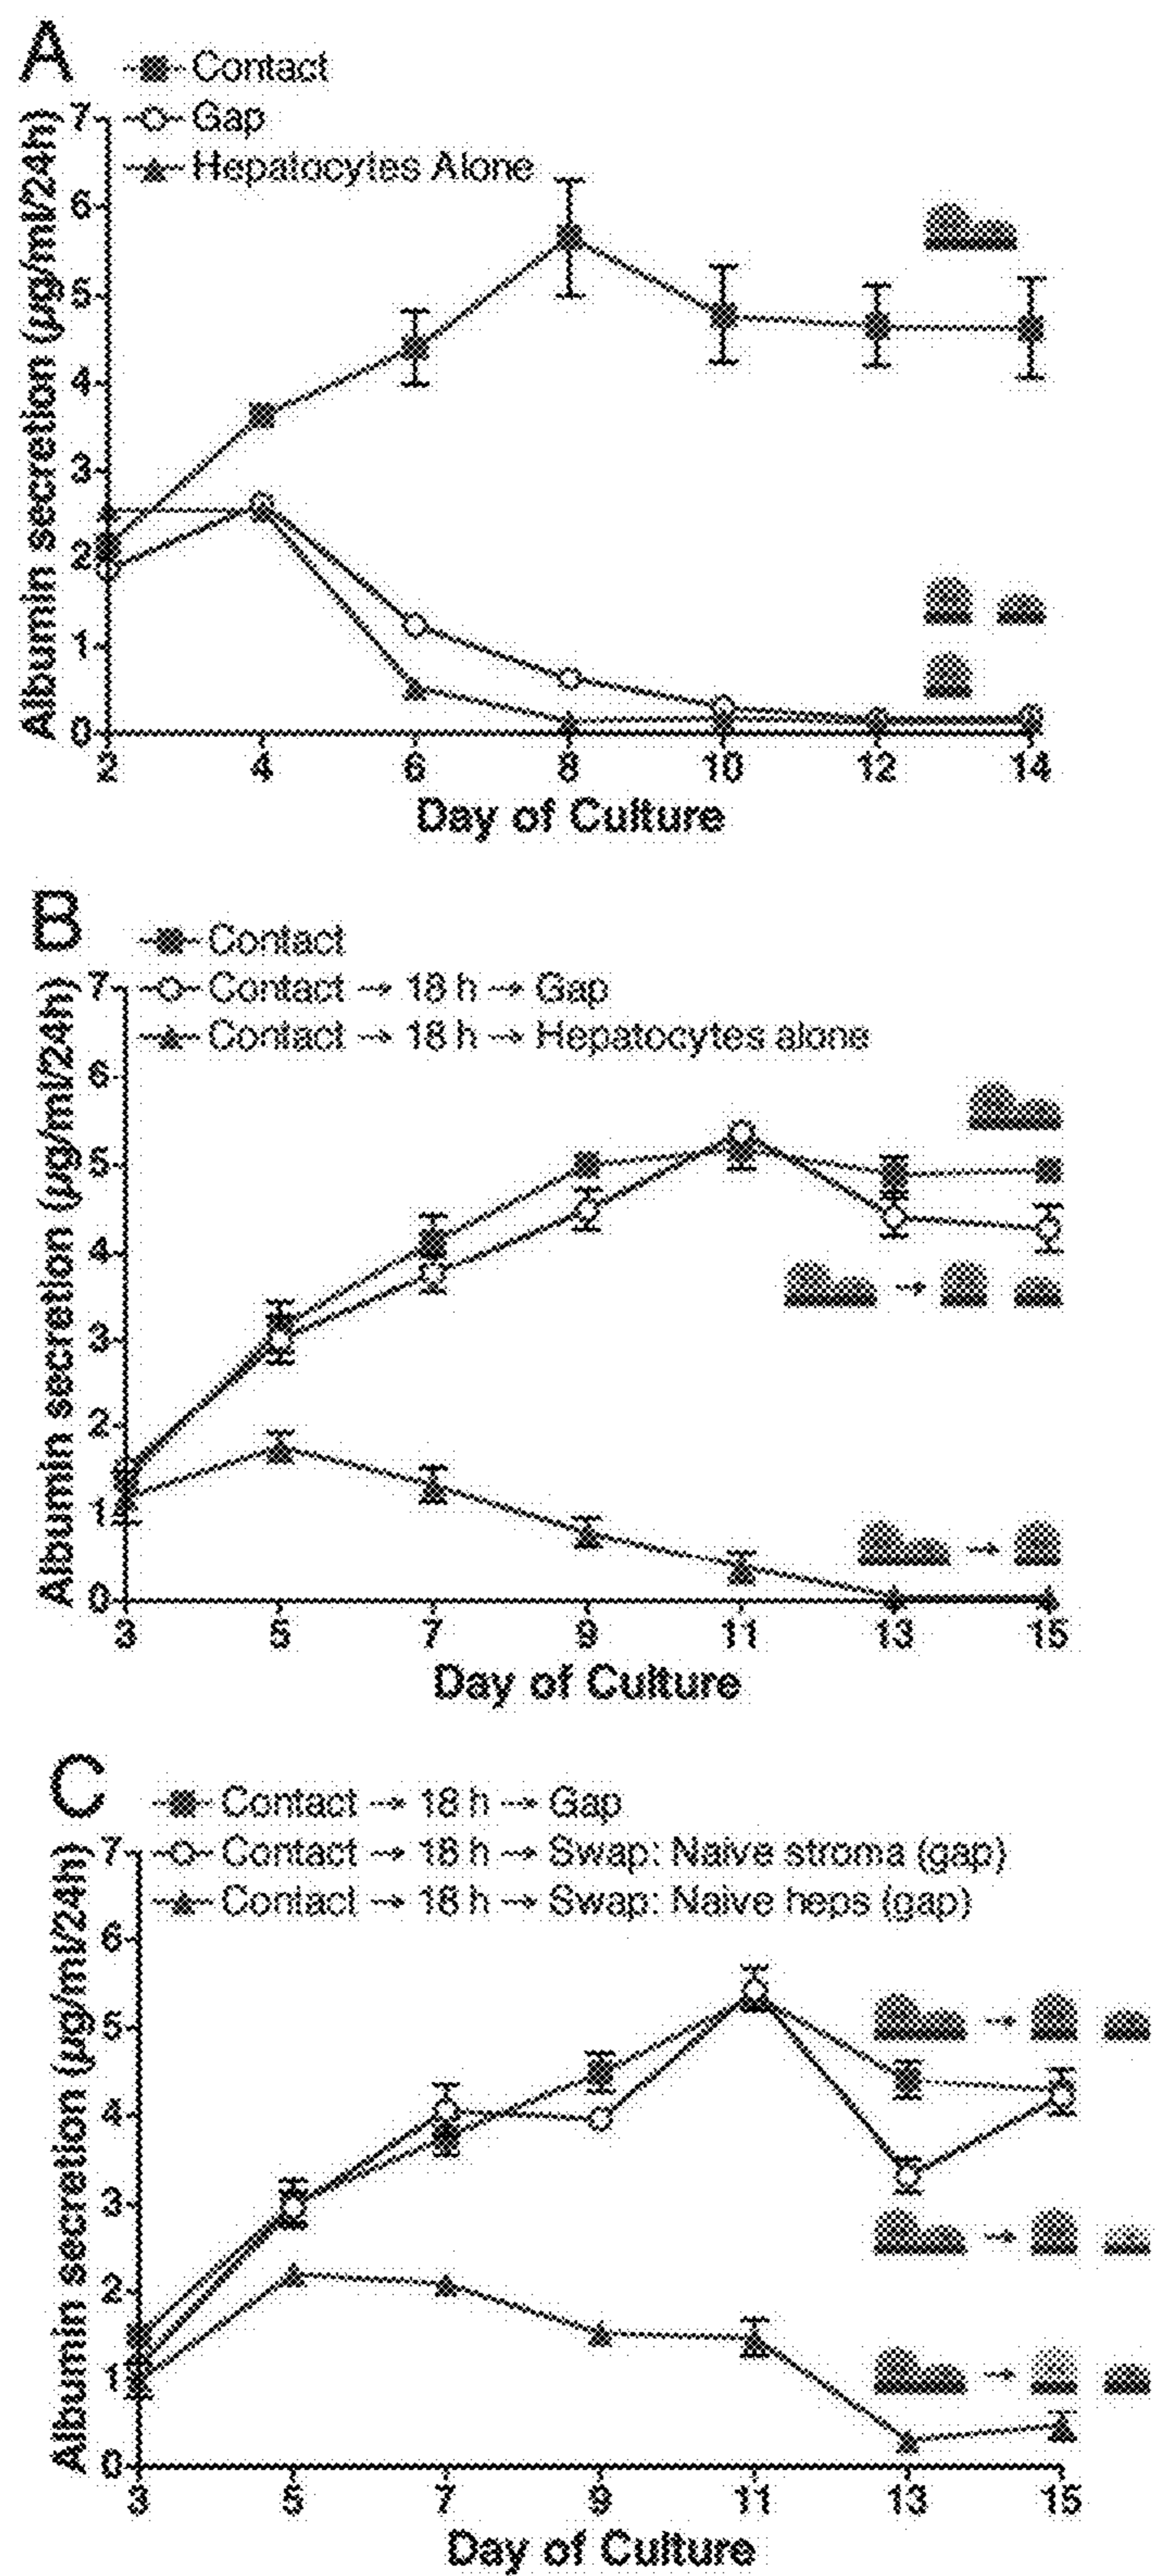 A
Contact
Gap
Hepatocytes Alone
Albumin secretion (µg/ml/24h)
7
6
5
4
3
2
1
0
2 4 6 8 10 12 14
Day of Culture
B
Contact
Contact → 18 h → Gap
Contact → 18 h → Hepatocytes alone
Albumin secretion (µg/ml/24h)
7
6
5
4
3
2
1
0
3 5 7 9 11 13 15
Day of Culture
C
Contact → 18 h → Gap
Contact → 18 h → Swap: Naive stroma (gap)
Contact → 18 h → Swap: Naive heps (gap)
Albumin secretion (µg/ml/24h)
7
6
5
4
3
2
1
0
3 5 7 9 11 13 15
Day of Culture